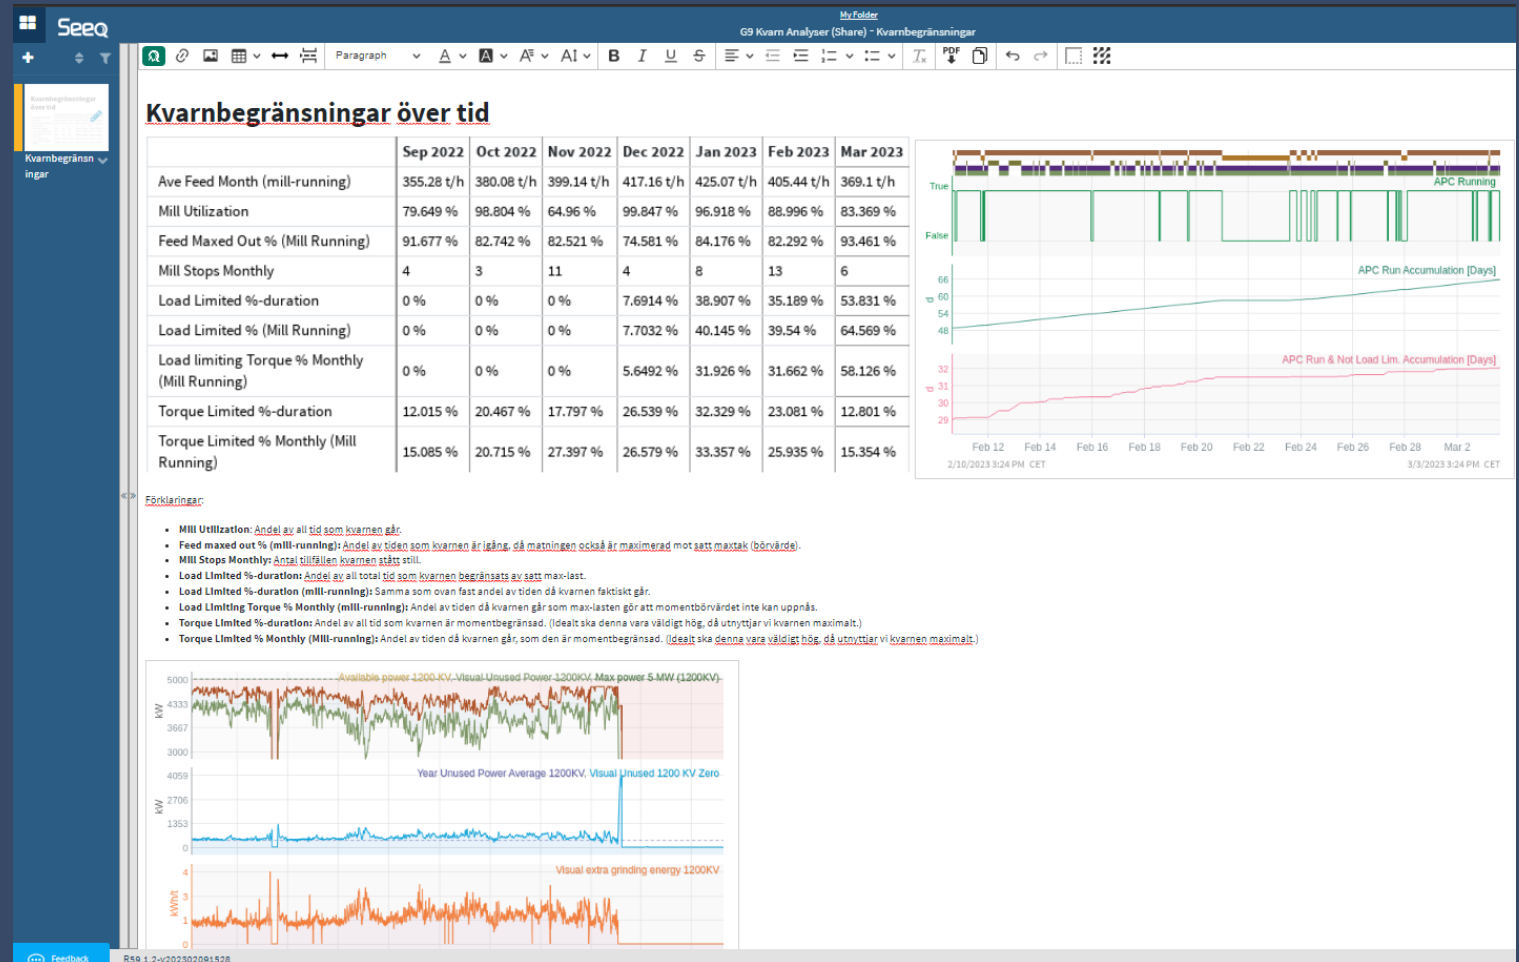 Seeq
My Folder
G9 Kvarn Analyser (Share) - Kvarnbegränsningar
Paragraph
PDF
Kvarnbegränsn
ingar
Kvarnbegränsningar över tid
Sep 2022 Oct 2022 Nov 2022 Dec 2022 Jan 2023 Feb 2023 Mar 2023
Ave Feed Month (mill-running) 355.28 t/h 380.08 t/h 399.14 t/h 417.16 t/h 425.07 t/h 405.44 t/h 369.1 t/h
Mill Utilization 79.649 % 98.804 % 64.96 % 99.847 % 96.918 % 88.996 % 83.369 %
Feed Maxed Out % (Mill Running) 91.677 % 82.742 % 82.521 % 74.581 % 84.176 % 82.292 % 93.461 %
Mill Stops Monthly 4 3 11 4 8 13 6
Load Limited %-duration 0 % 0 % 0 % 7.6914 % 38.907 % 35.189 % 53.831 %
Load Limited % (Mill Running) 0 % 0 % 0 % 7.7032 % 40.145 % 39.54 % 64.569 %
Load limiting Torque % Monthly
(Mill Running) 0 % 0 % 0 % 5.6492 % 31.926 % 31.662 % 58.126 %
Torque Limited %-duration 12.015 % 20.467 % 17.797 % 26.539 % 32.329 % 23.081 % 12.801 %
Torque Limited % Monthly (Mill
Running) 15.085 % 20.715 % 27.397 % 26.579 % 33.357 % 25.935 % 15.354 %
True
APC Running
False
APC Run Accumulation [Days]
66
60
54
48
d
APC Run & Not Load Lim. Accumulation [Days]
32
31
30
29
d
Feb 12 Feb 14 Feb 16 Feb 18 Feb 20 Feb 22 Feb 24 Feb 26 Feb 28 Mar 2
2/10/2023 3:24 PM CET 3/3/2023 3:24 PM CET
Förklaringar:
Mill Utilization: Andel av all tid som kvarnen går.
Feed maxed out % (mill-running): Andel av tiden som kvarnen är igång, då matningen också är maximerad mot satt maxtak (börvärde).
Mill Stops Monthly: Antal tillfällen kvarnen stått still.
Load Limited %-duration: Andel av all total tid som kvarnen begränsats av satt max-last.
Load Limited %-duration (mill-running): Samma som ovan fast andel av tiden då kvarnen faktiskt går.
Load Limiting Torque % Monthly (mill-running): Andel av tiden då kvarnen går som max-lasten gör att momentbörvärdet inte kan uppnås.
Torque Limited %-duration: Andel av all tid som kvarnen är momentbegränsad. (Idealt ska denna vara väldigt hög, då utnyttjar vi kvarnen maximalt.)
Torque Limited % Monthly (Mill-running): Andel av tiden då kvarnen går, som den är momentbegränsad. (Idealt ska denna vara väldigt hög, då utnyttjar vi kvarnen maximalt.)
Available power 1200 KV, Visual Unused Power 1200KV, Max power 5 MW (1200KV)
5000
4333
3667
3000
kW
Year Unused Power Average 1200KV, Visual Unused 1200 KV Zero
4059
2706
1353
0
kW
Visual extra grinding energy 1200KV
4
3
1
0
kWh/t
Feedback
R59.1.2-v202302091528